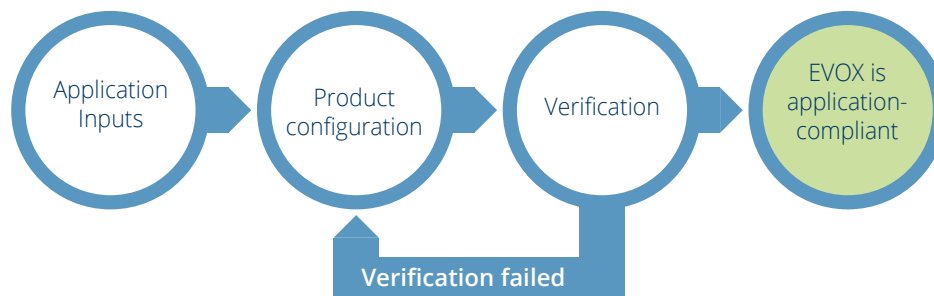 Application
Inputs
Product
configuration
Verification
EVOX is
application-
compliant
Verification failed